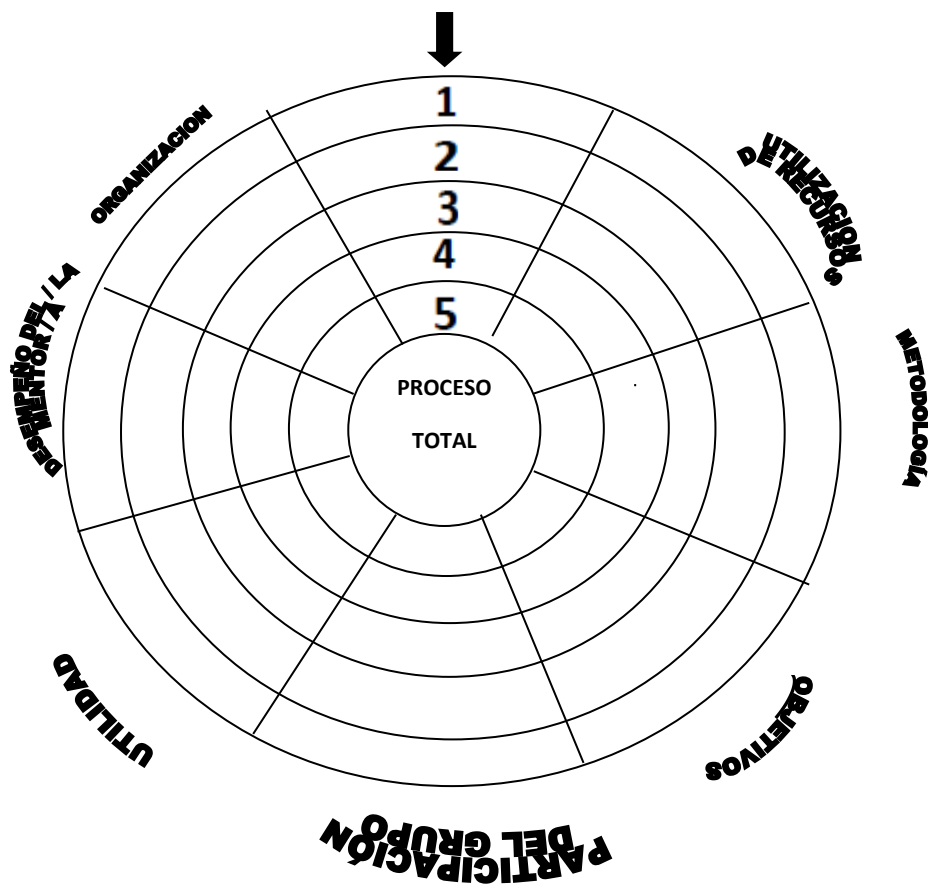 1
2
3
4
5
PROCESO
TOTAL
UTILIZACION
DE RECURSOS
METODOLOGÍA
OBJETIVOS
PARTICIPACIÓN
DEL GRUPO
UTILIDAD
DESEMPEÑO DEL / LA
MENTOR / A
ORGANIZACION